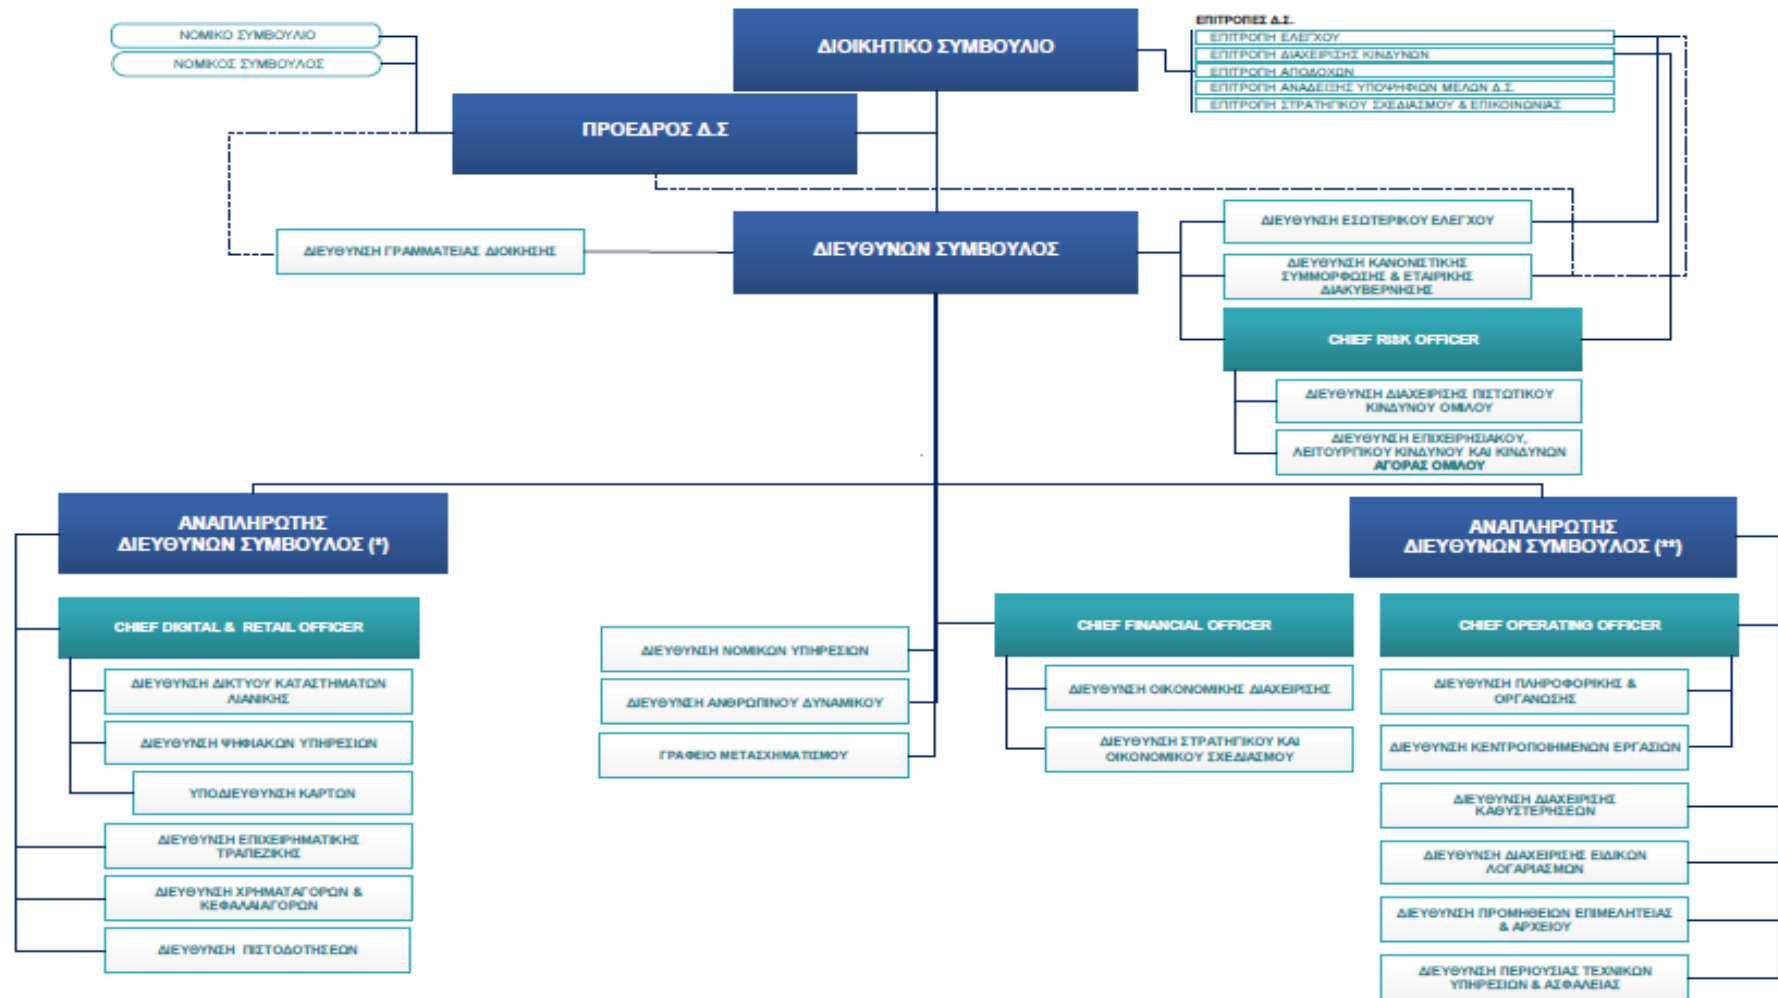 ΝΟΜΙΚΟ ΣΥΜΒΟΥΛΙΟ
ΝΟΜΙΚΟΣ ΣΥΜΒΟΥΛΟΣ
ΔΙΟΙΚΗΤΙΚΟ ΣΥΜΒΟΥΛΙΟ
ΕΠΙΤΡΟΠΕΣ Δ.Σ.
ΕΠΙΤΡΟΠΗ ΕΛΕΓΧΟΥ
ΕΠΙΤΡΟΠΗ ΔΙΑΧΕΙΡΙΣΗΣ ΚΙΝΔΥΝΩΝ
ΕΠΙΤΡΟΠΗ ΑΠΟΔΟΧΩΝ
ΕΠΙΤΡΟΠΗ ΑΝΑΔΕΙΞΗΣ ΥΠΟΨΗΦΙΩΝ ΜΕΛΩΝ Δ.Σ.
ΕΠΙΤΡΟΠΗ ΣΤΡΑΤΗΓΙΚΟΥ ΣΧΕΔΙΑΣΜΟΥ & ΕΠΙΚΟΙΝΩΝΙΑΣ
ΠΡΟΕΔΡΟΣ Δ.Σ
ΔΙΕΥΘΥΝΣΗ ΓΡΑΜΜΑΤΕΙΑΣ ΔΙΟΙΚΗΣΗΣ
ΔΙΕΥΘΥΝΩΝ ΣΥΜΒΟΥΛΟΣ
ΔΙΕΥΘΥΝΣΗ ΕΣΩΤΕΡΙΚΟΥ ΕΛΕΓΧΟΥ
ΔΙΕΥΘΥΝΣΗ ΚΑΝΟΝΙΣΤΙΚΗΣ
ΣΥΜΜΟΡΦΩΣΗΣ & ΕΤΑΙΡΙΚΗΣ
ΔΙΑΚΥΒΕΡΝΗΣΗΣ
CHIEF RISK OFFICER
ΔΙΕΥΘΥΝΣΗ ΔΙΑΧΕΙΡΙΣΗΣ ΠΙΣΤΩΤΙΚΟΥ
ΚΙΝΔΥΝΟΥ ΟΜΙΛΟΥ
ΔΙΕΥΘΥΝΣΗ ΕΠΙΧΕΙΡΗΣΙΑΚΟΥ,
ΛΕΙΤΟΥΡΓΙΚΟΥ ΚΙΝΔΥΝΟΥ ΚΑΙ ΚΙΝΔΥΝΩΝ
ΑΓΟΡΑΣ ΟΜΙΛΟΥ
ΑΝΑΠΛΗΡΩΤΗΣ
ΔΙΕΥΘΥΝΩΝ ΣΥΜΒΟΥΛΟΣ (*)
CHIEF DIGITAL & RETAIL OFFICER
ΔΙΕΥΘΥΝΣΗ ΔΙΚΤΥΟΥ ΚΑΤΑΣΤΗΜΑΤΩΝ
ΛΙΑΝΙΚΗΣ
ΔΙΕΥΘΥΝΣΗ ΨΗΦΙΑΚΩΝ ΥΠΗΡΕΣΙΩΝ
ΥΠΟΔΙΕΥΘΥΝΣΗ ΚΑΡΤΩΝ
ΔΙΕΥΘΥΝΣΗ ΕΠΙΧΕΙΡΗΜΑΤΙΚΗΣ
ΤΡΑΠΕΖΙΚΗΣ
ΔΙΕΥΘΥΝΣΗ ΧΡΗΜΑΤΑΓΟΡΩΝ &
ΚΕΦΑΛΑΙΑΓΟΡΩΝ
ΔΙΕΥΘΥΝΣΗ ΠΙΣΤΟΔΟΤΗΣΕΩΝ
ΔΙΕΥΘΥΝΣΗ ΝΟΜΙΚΩΝ ΥΠΗΡΕΣΙΩΝ
ΔΙΕΥΘΥΝΣΗ ΑΝΘΡΩΠΙΝΟΥ ΔΥΝΑΜΙΚΟΥ
ΓΡΑΦΕΙΟ ΜΕΤΑΣΧΗΜΑΤΙΣΜΟΥ
CHIEF FINANCIAL OFFICER
ΔΙΕΥΘΥΝΣΗ ΟΙΚΟΝΟΜΙΚΗΣ ΔΙΑΧΕΙΡΙΣΗΣ
ΔΙΕΥΘΥΝΣΗ ΣΤΡΑΤΗΓΙΚΟΥ ΚΑΙ
ΟΙΚΟΝΟΜΙΚΟΥ ΣΧΕΔΙΑΣΜΟΥ
ΑΝΑΠΛΗΡΩΤΗΣ
ΔΙΕΥΘΥΝΩΝ ΣΥΜΒΟΥΛΟΣ (**)
CHIEF OPERATING OFFICER
ΔΙΕΥΘΥΝΣΗ ΠΛΗΡΟΦΟΡΙΚΗΣ &
ΟΡΓΑΝΩΣΗΣ
ΔΙΕΥΘΥΝΣΗ ΚΕΝΤΡΟΠΟΙΗΜΕΝΩΝ ΕΡΓΑΣΙΩΝ
ΔΙΕΥΘΥΝΣΗ ΔΙΑΧΕΙΡΙΣΗΣ
ΚΑΘΥΣΤΕΡΗΣΕΩΝ
ΔΙΕΥΘΥΝΣΗ ΔΙΑΧΕΙΡΙΣΗΣ ΕΙΔΙΚΩΝ
ΛΟΓΑΡΙΑΣΜΩΝ
ΔΙΕΥΘΥΝΣΗ ΠΡΟΜΗΘΕΙΩΝ ΕΠΙΜΕΛΗΤΕΙΑΣ
& ΑΡΧΕΙΟΥ
ΔΙΕΥΘΥΝΣΗ ΠΕΡΙΟΥΣΙΑΣ ΤΕΧΝΙΚΩΝ
ΥΠΗΡΕΣΙΩΝ & ΑΣΦΑΛΕΙΑΣ